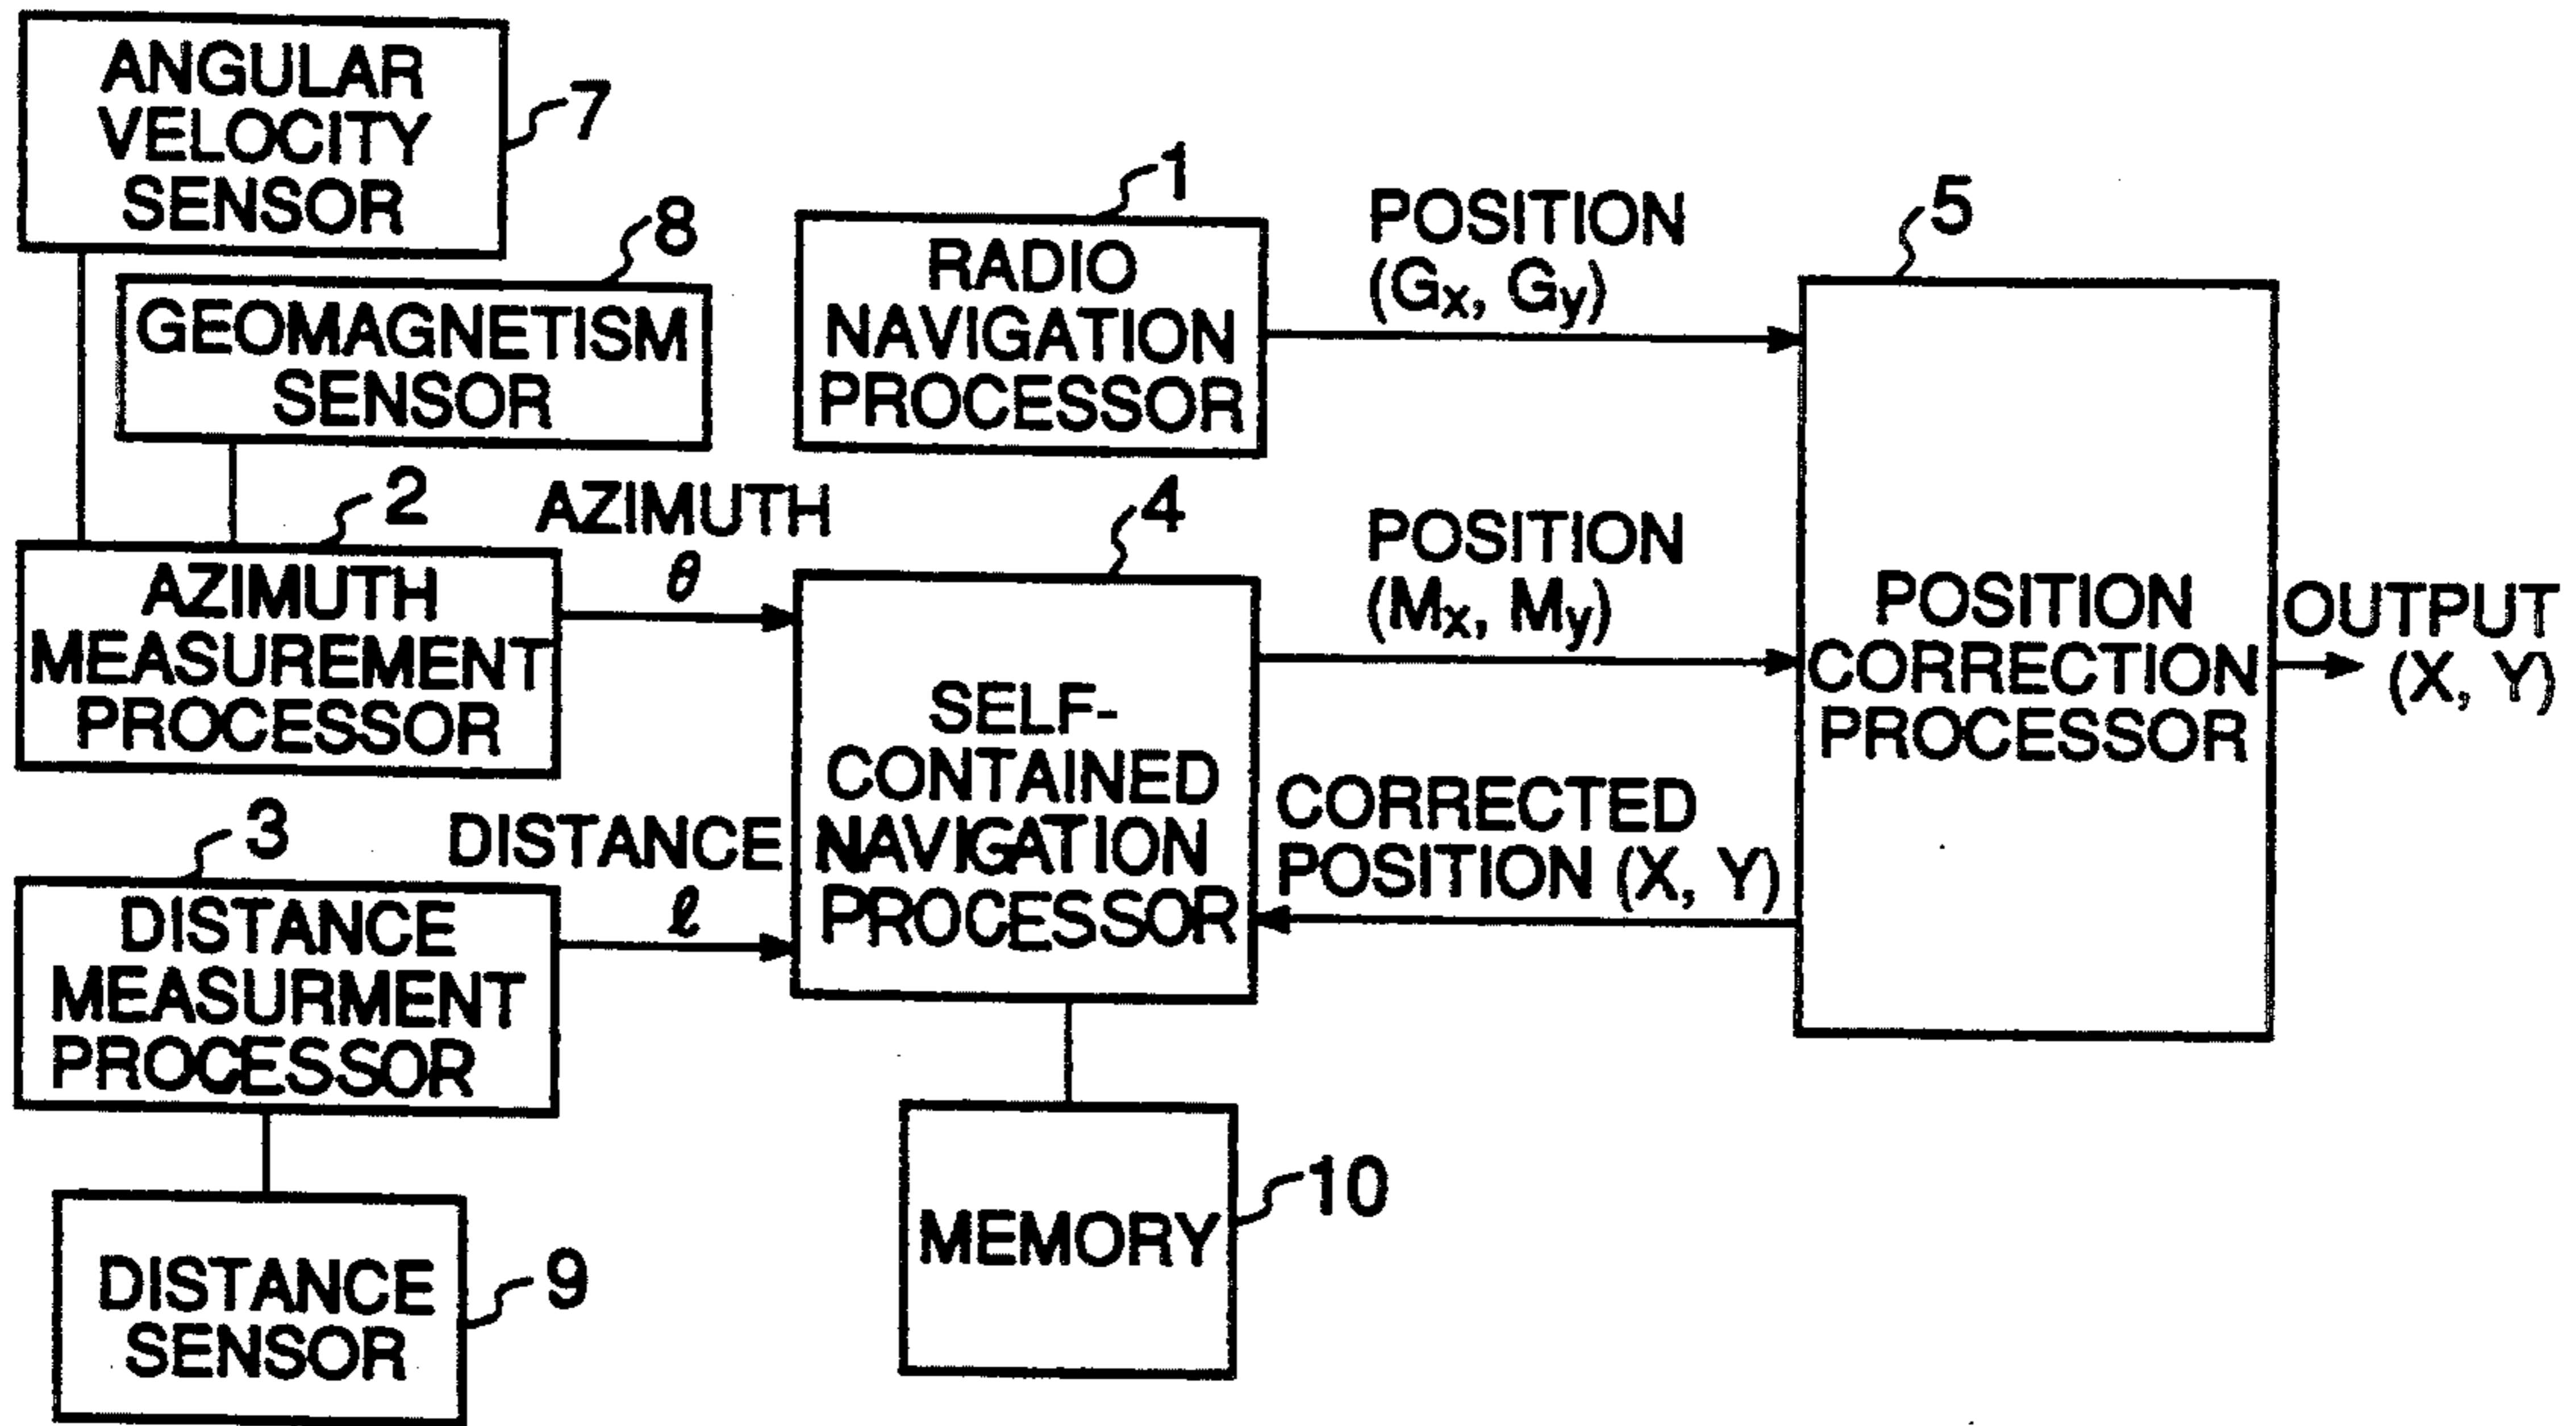 ANGULAR
VELOCITY
SENSOR
7
GEOMAGNETISM
SENSOR
8
RADIO
NAVIGATION
PROCESSOR
1
POSITION
(Gx, Gy)
5
AZIMUTH
MEASUREMENT
PROCESSOR
2
AZIMUTH
θ
4
SELF-
CONTAINED
NAVIGATION
PROCESSOR
POSITION
(Mx, My)
POSITION
CORRECTION
PROCESSOR
OUTPUT
(X, Y)
CORRECTED
POSITION (X, Y)
3
DISTANCE
ℓ
DISTANCE
MEASURMENT
PROCESSOR
MEMORY
10
DISTANCE
SENSOR
9